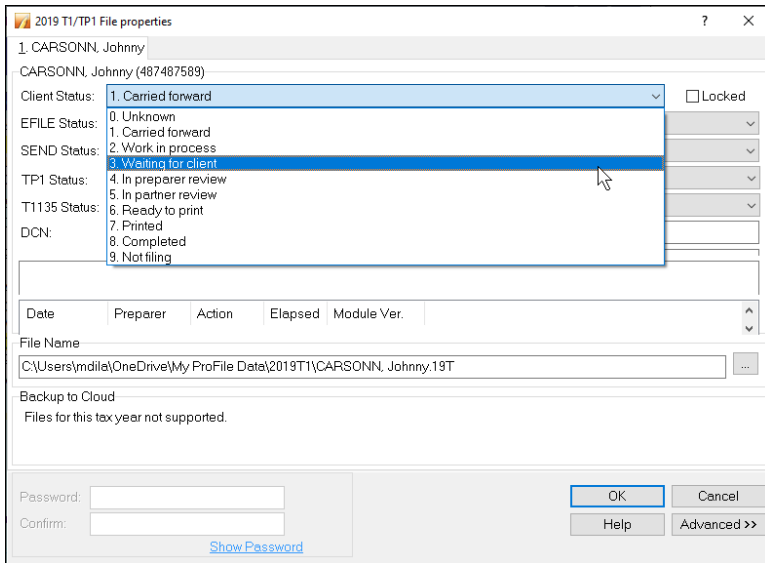 2019 T1/TP1 File properties
? ×
1. CARSONN, Johnny
CARSONN, Johnny (487487589)
Client Status: 1. Carried forward Locked
EFILE Status: 0. Unknown
1. Carried forward
SEND Status: 2. Work in process
3. Waiting for client
TP1 Status: 4. In preparer review
5. In partner review
T1135 Status: 6. Ready to print
7. Printed
DCN: 8. Completed
9. Not filing
Date Preparer Action Elapsed Module Ver.
File Name
C:\Users\mdila\OneDrive\My ProFile Data\2019T1\CARSONN, Johnny.19T ...
Backup to Cloud
Files for this tax year not supported.
Password: OK Cancel
Confirm: Help Advanced >>
Show Password